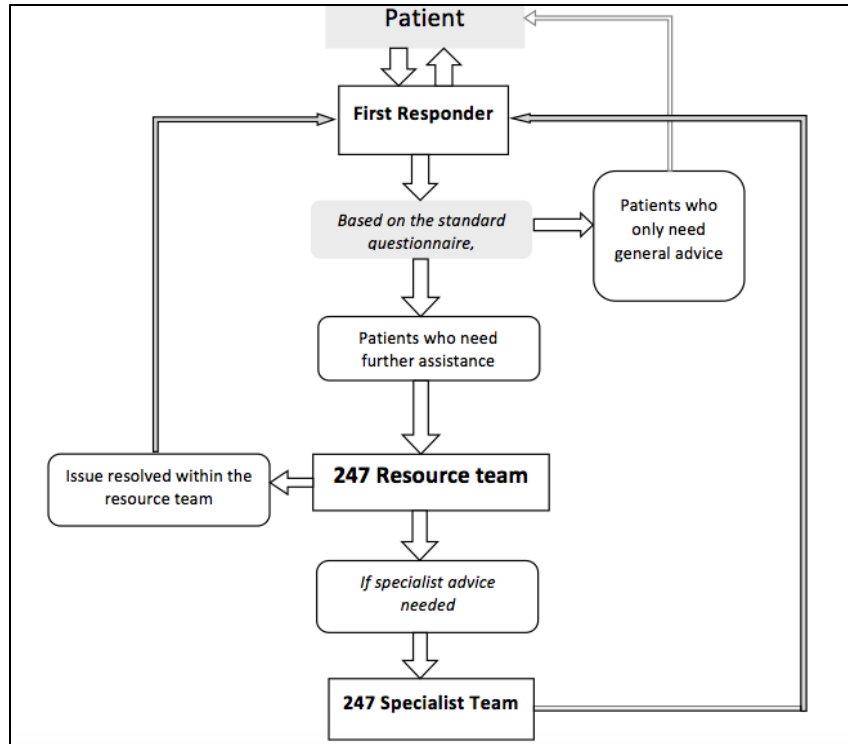 Patient
First Responder
Based on the standard
questionnaire,
Patients who
only need
general advice
Patients who need
further assistance
247 Resource team
Issue resolved within the
resource team
If specialist advice
needed
247 Specialist Team